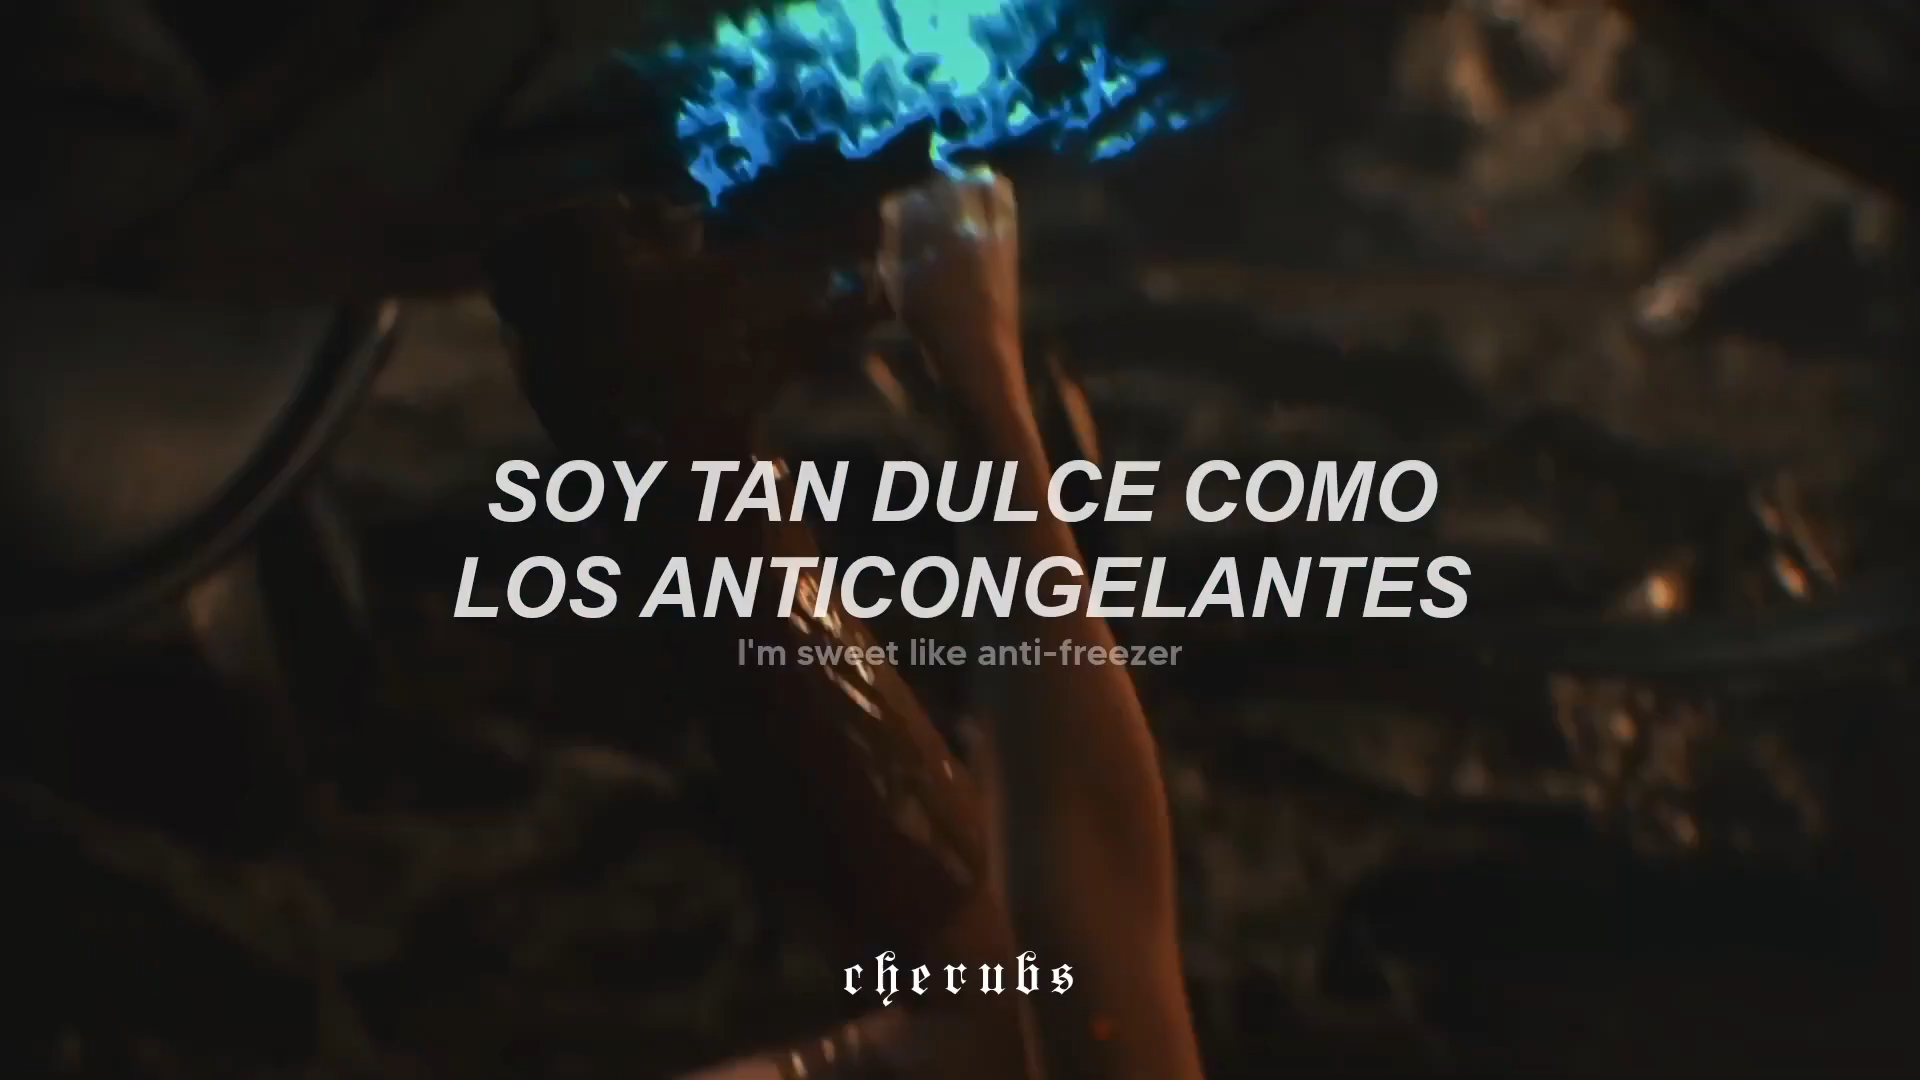 SOY TAN DULCE COMO
LOS ANTICONGELANTES
I'm sweet like anti-freezer
cherubs